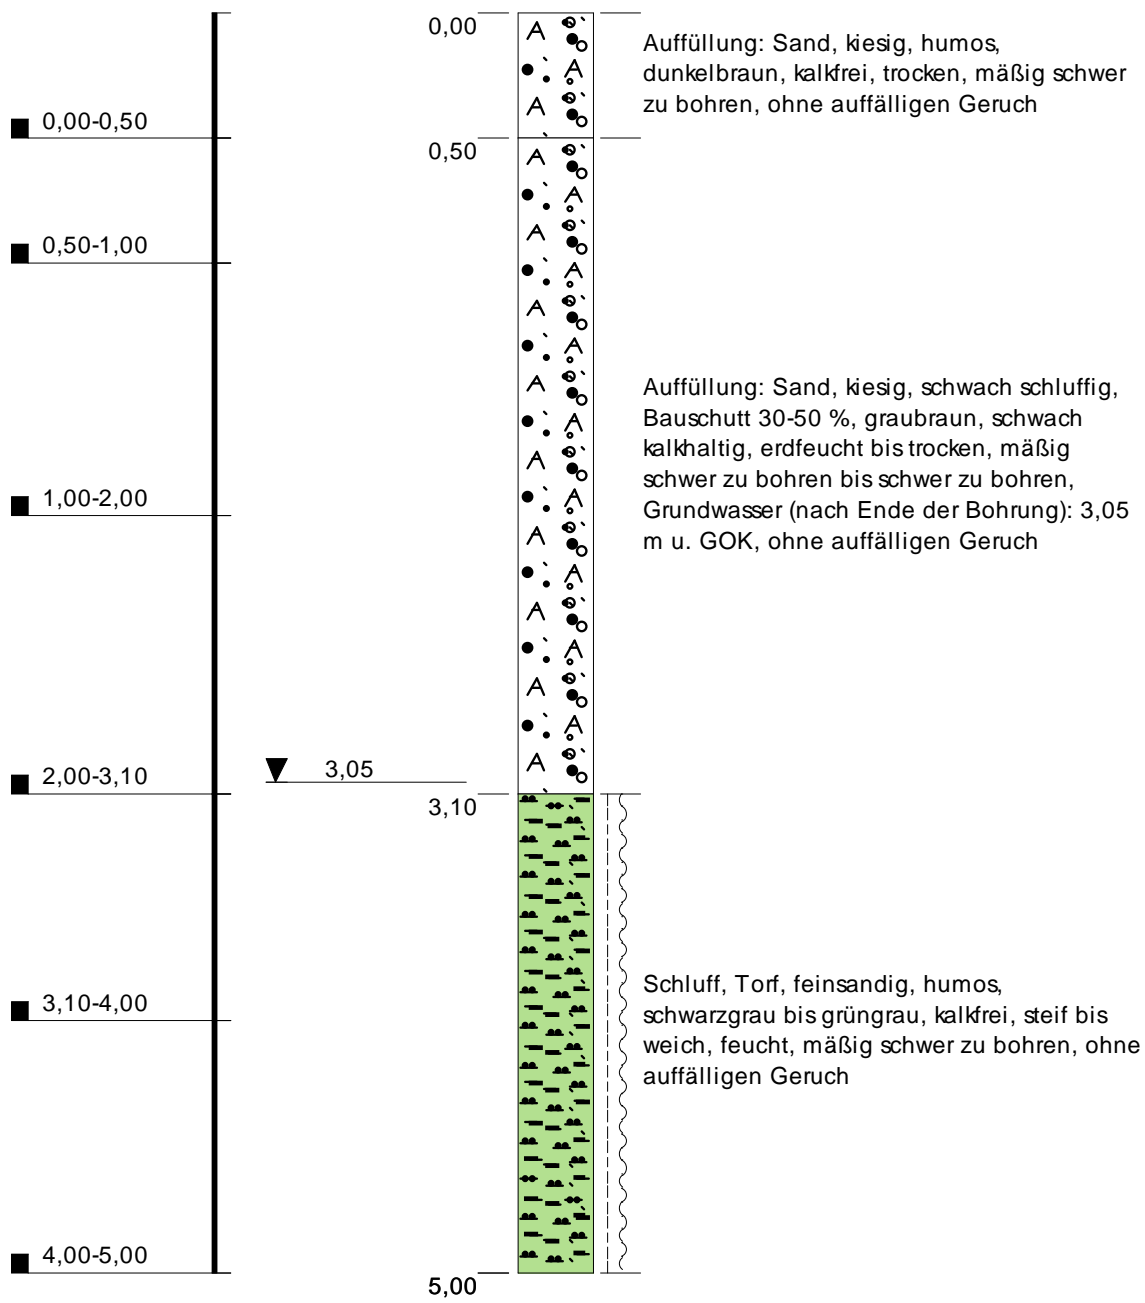 0,00
Auffüllung: Sand, kiesig, humos,
dunkelbraun, kalkfrei, trocken, mäßig schwer
zu bohren, ohne auffälligen Geruch
0,00-0,50
0,50
0,50-1,00
Auffüllung: Sand, kiesig, schwach schluffig,
Bauschutt 30-50 %, graubraun, schwach
kalkhaltig, erdfeucht bis trocken, mäßig
schwer zu bohren bis schwer zu bohren,
Grundwasser (nach Ende der Bohrung): 3,05
m u. GOK, ohne auffälligen Geruch
1,00-2,00
2,00-3,10
3,05
3,10
Schluff, Torf, feinsandig, humos,
schwarzgrau bis grüngrau, kalkfrei, steif bis
weich, feucht, mäßig schwer zu bohren, ohne
auffälligen Geruch
3,10-4,00
4,00-5,00
5,00